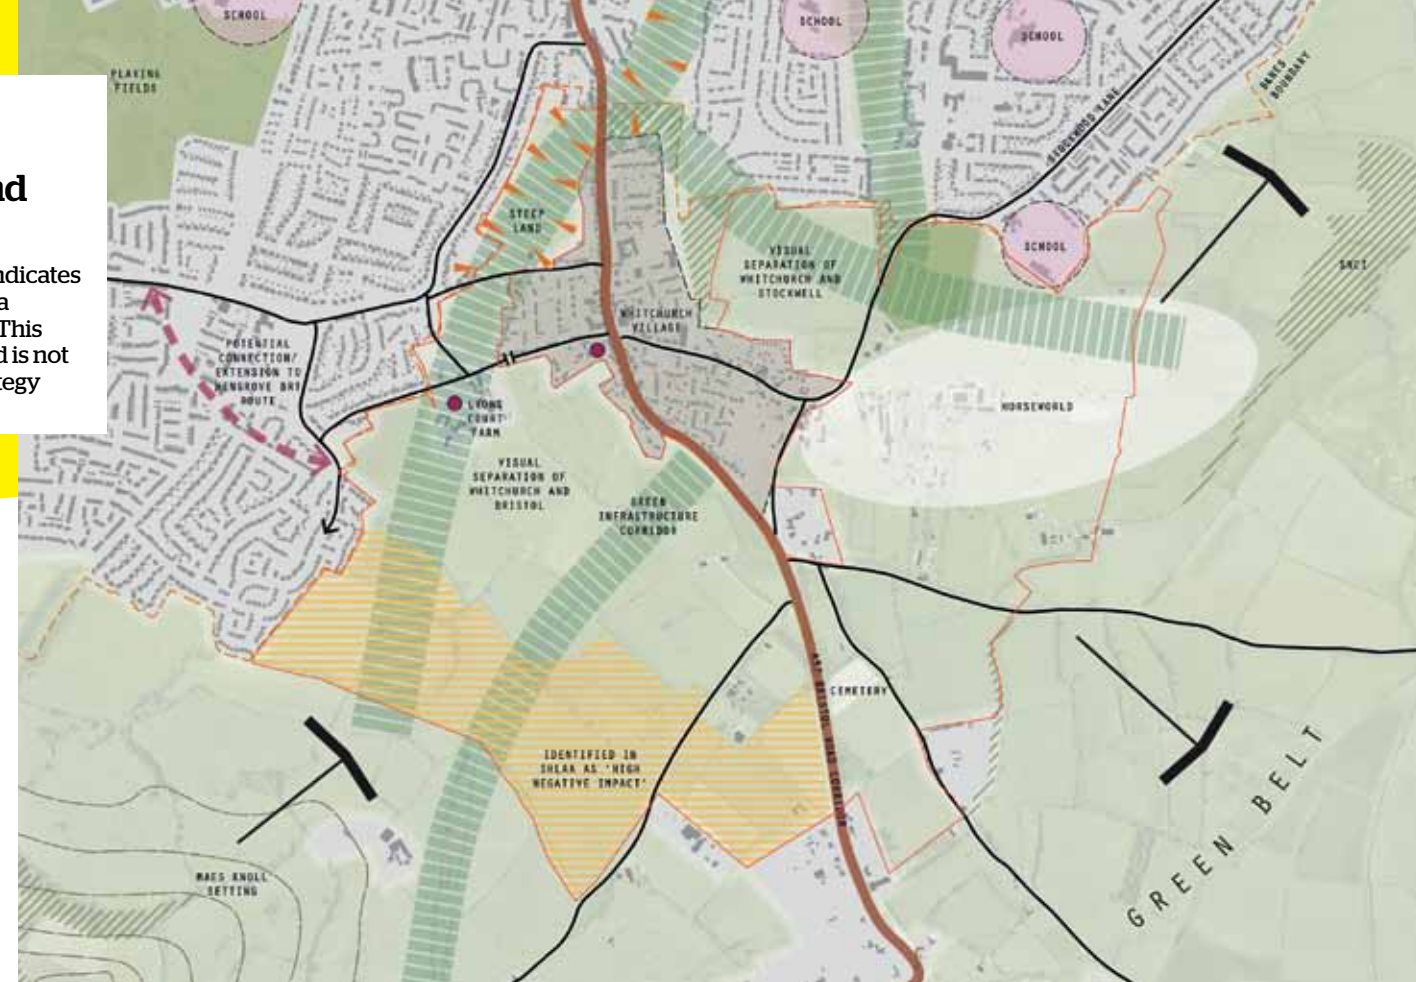 SCHOOL
SCHOOL
SCHOOL
PLAYING
FIELDS
B&NES
BOUNDARY
STOCKWOOD LANE
nd
ndicates
a
This
d is not
tegy
STEEP
LAND
SCHOOL
VISUAL
SEPARATION OF
WHITCHURCH AND
STOCKWELL
SNCI
WHITCHURCH
VILLAGE
POTENTIAL
CONNECTION/
EXTENSION TO
HENGROVE BRT
ROUTE
LYONS
COURT
FARM
HORSEWORLD
VISUAL
SEPARATION OF
WHITCHURCH AND
BRISTOL
GREEN
INFRASTRUCTURE
CORRIDOR
A37 BRISTOL ROAD CORRIDOR
CEMETERY
IDENTIFIED IN
SHLAA AS 'HIGH
NEGATIVE IMPACT'
GREEN BELT
MAES KNOLL
SETTING